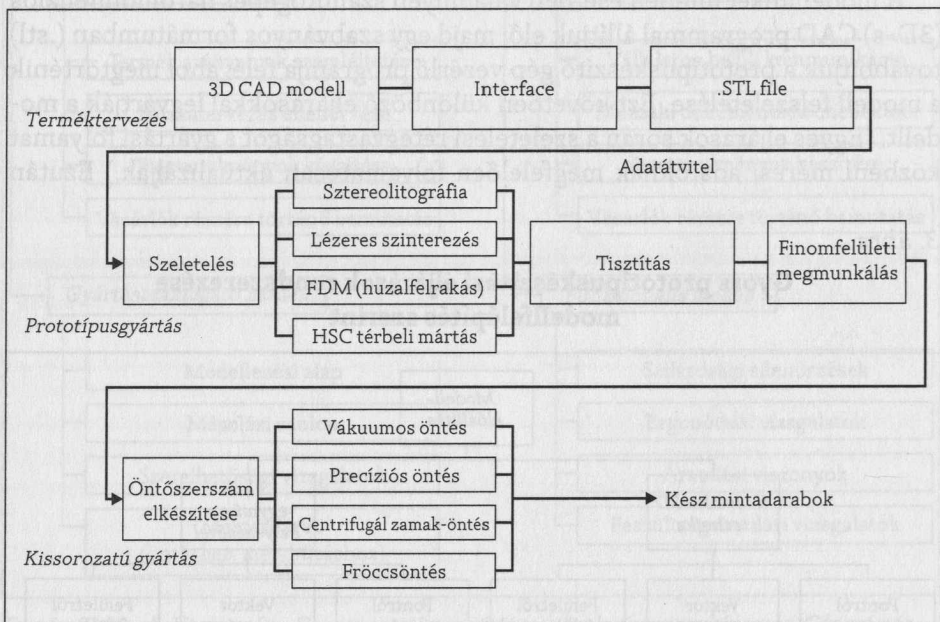 3D CAD modell
Interface
.STL file
Terméktervezés
Adatátvitel
Sztereolitográfia
Lézeres szinterezés
Szeletelés
Tisztítás
Finomfelületi
megmunkálás
FDM (huzalfelrakás)
HSC térbeli mártás
Prototípusgyártás
Vákuumos öntés
Precíziós öntés
Öntőszerszám
elkészítése
Kész mintadarabok
Centrifugál zamak-öntés
Fröccsöntés
Kissorozatú gyártás